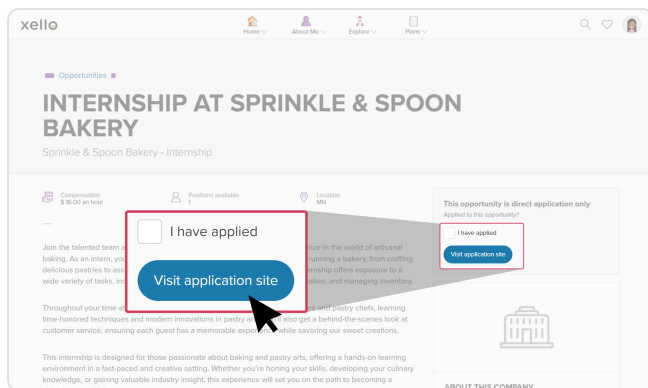 xello
Home
About Me
Explore
Plans
Opportunities
INTERNSHIP AT SPRINKLE & SPOON
BAKERY
Sprinkle & Spoon Bakery - Internship
Compensation
$ 16.00 an hour
Positions available
1
Location
MN
This opportunity is direct application only
Applied to this opportunity?
I have applied
Visit application site
I have applied
Visit application site
Join the talented team a
nce in the world of artisanal
baking. As an intern, you
running a bakery, from crafting
delicious pastries to ass
rnship offers exposure to a
wide variety of tasks, inc
akes, and managing inventory.
Throughout your time at
rs and pastry chefs, learning
time-honored techniques and modern innovations in pastry ar
ll also get a behind-the-scenes look at
customer service, ensuring each guest has a memorable experience while savoring our sweet creations.
This internship is designed for those passionate about baking and pastry arts, offering a hands-on learning
environment in a fast-paced and creative setting. Whether you're honing your skills, developing your culinary
knowledge, or gaining valuable industry insight, this experience will set you on the path to becoming a
ABOUT THIS COMPANY